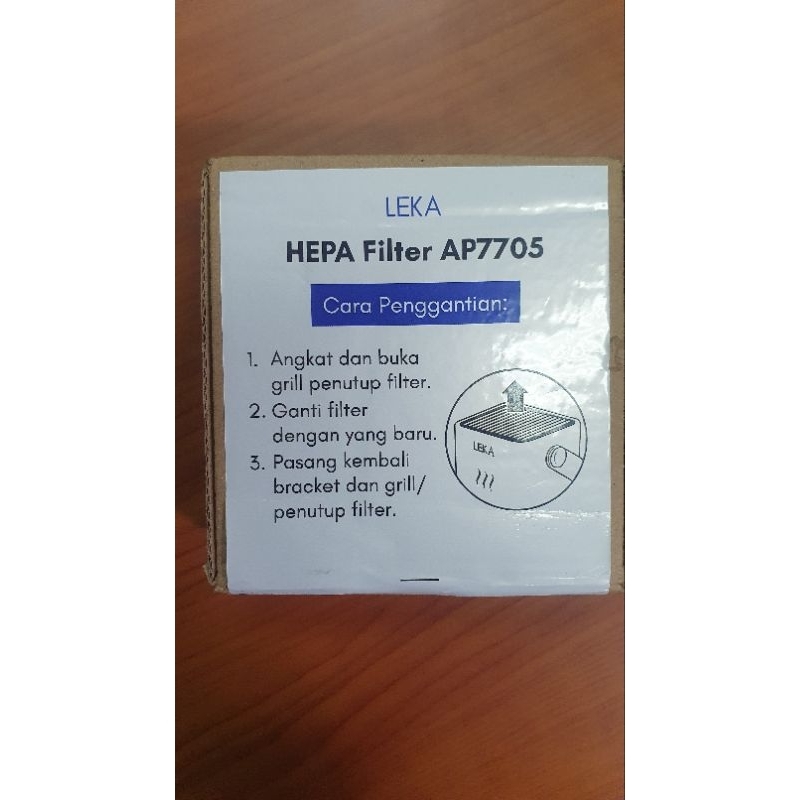 LEKA
HEPA Filter AP7705
Cara Penggantian:
1. Angkat dan buka
grill penutup filter.
2. Ganti filter
dengan yang baru.
3. Pasang kembali
bracket dan grill/
penutup filter.
LEKA